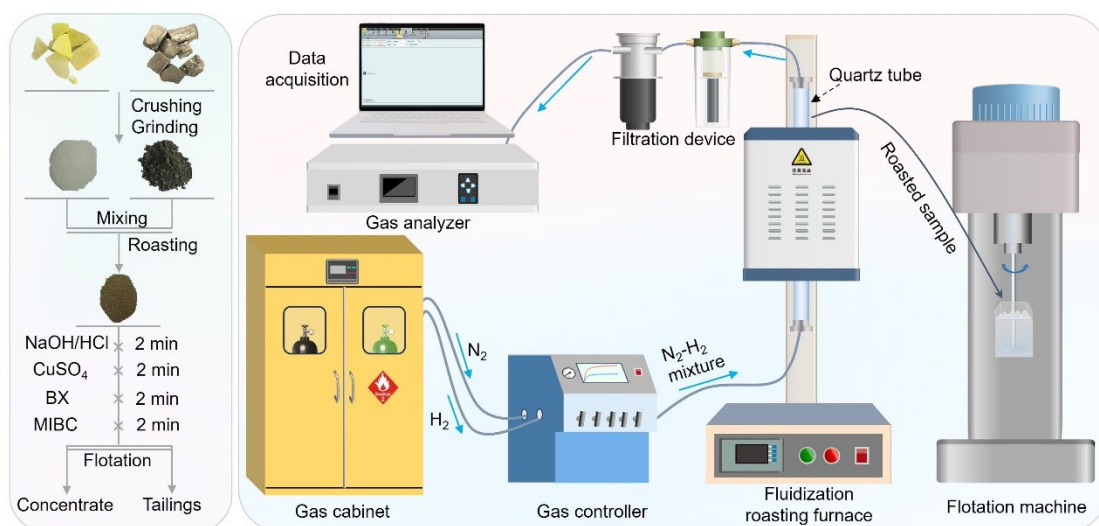 Crushing
Grinding
Mixing
Roasting
NaOH/HCl 2 min
CuSO₄ 2 min
BX 2 min
MIBC 2 min
Flotation
Concentrate Tailings
Data
acquisition
Gas analyzer
Filtration device
Quartz tube
Roasted sample
N₂
H₂
N₂-H₂
mixture
Gas cabinet
Gas controller
Fluidization
roasting furnace
Flotation machine